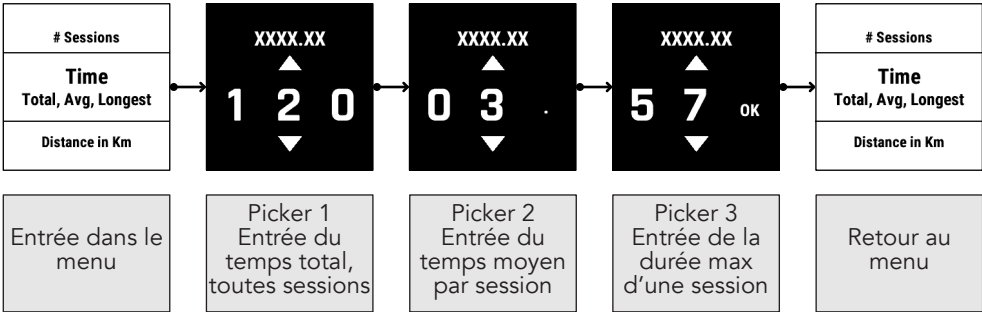 # Sessions
Time
Total, Avg, Longest
Distance in Km
XXXX.XX
1 2 0
XXXX.XX
0 3 .
XXXX.XX
5 7 OK
# Sessions
Time
Total, Avg, Longest
Distance in Km
Entrée dans le
menu
Picker 1
Entrée du
temps total,
toutes sessions
Picker 2
Entrée du
temps moyen
par session
Picker 3
Entrée de la
durée max
d’une session
Retour au
menu